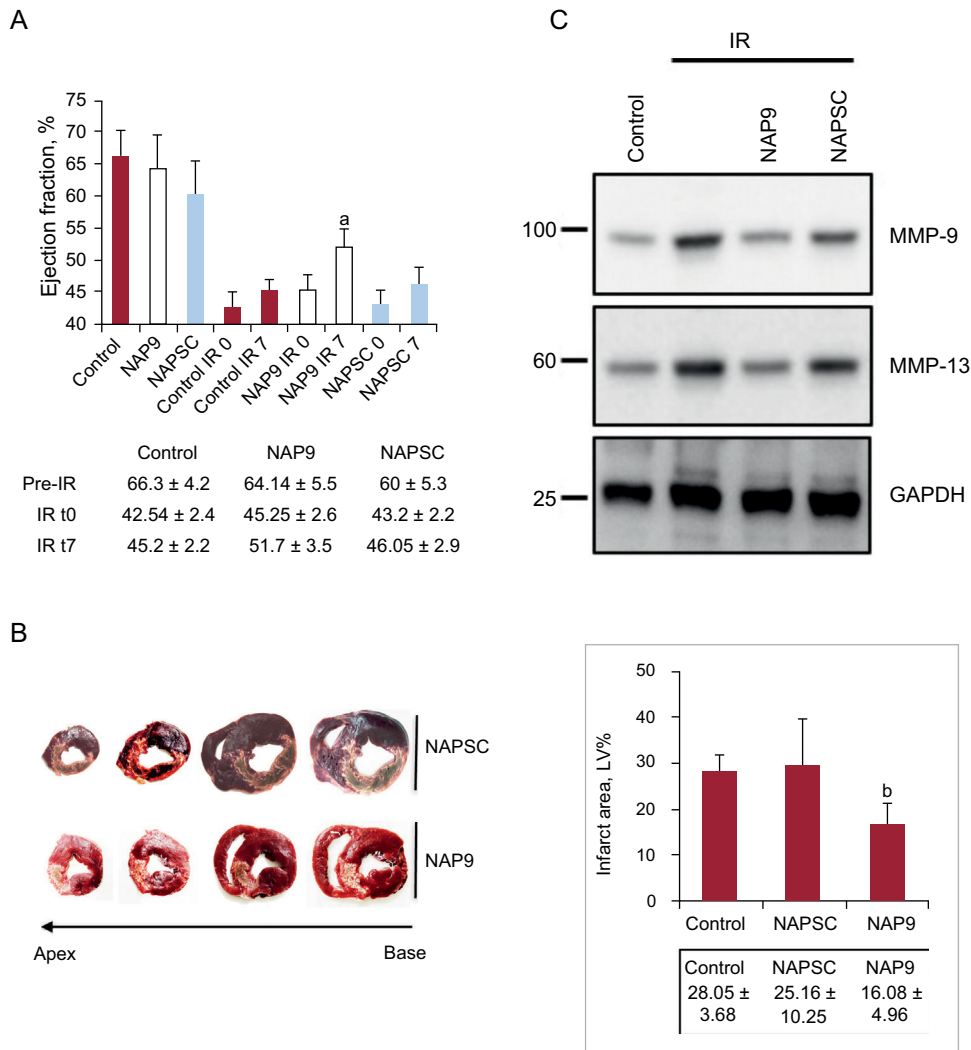 A
Ejection fraction, %
75
70
65
60
55
50
45
40
a
Control
NAP9
NAPSC
Control IR 0
Control IR 7
NAP9 IR 0
NAP9 IR 7
NAPSC 0
NAPSC 7
Control NAP9 NAPSC
Pre-IR 66.3 ± 4.2 64.14 ± 5.5 60 ± 5.3
IR t0 42.54 ± 2.4 45.25 ± 2.6 43.2 ± 2.2
IR t7 45.2 ± 2.2 51.7 ± 3.5 46.05 ± 2.9
C
IR
Control
NAP9
NAPSC
100
MMP-9
60
MMP-13
25
GAPDH
B
NAPSC
NAP9
Apex Base
Infarct area, LV%
50
40
30
20
10
0
b
Control NAPSC NAP9
Control NAPSC NAP9
28.05 ± 25.16 ± 16.08 ±
3.68 10.25 4.96